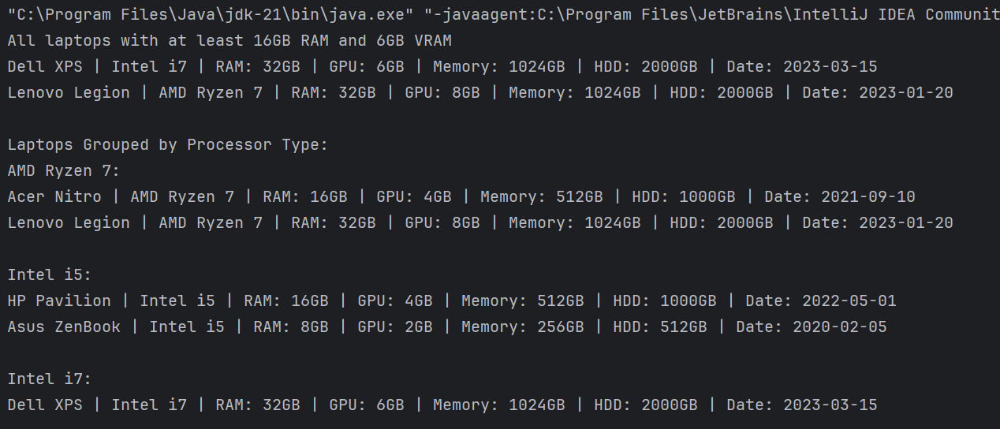 "C:\Program Files\Java\jdk-21\bin\java.exe" "-javaagent:C:\Program Files\JetBrains\IntelliJ IDEA Communit
All laptops with at least 16GB RAM and 6GB VRAM
Dell XPS | Intel i7 | RAM: 32GB | GPU: 6GB | Memory: 1024GB | HDD: 2000GB | Date: 2023-03-15
Lenovo Legion | AMD Ryzen 7 | RAM: 32GB | GPU: 8GB | Memory: 1024GB | HDD: 2000GB | Date: 2023-01-20
Laptops Grouped by Processor Type:
AMD Ryzen 7:
Acer Nitro | AMD Ryzen 7 | RAM: 16GB | GPU: 4GB | Memory: 512GB | HDD: 1000GB | Date: 2021-09-10
Lenovo Legion | AMD Ryzen 7 | RAM: 32GB | GPU: 8GB | Memory: 1024GB | HDD: 2000GB | Date: 2023-01-20
Intel i5:
HP Pavilion | Intel i5 | RAM: 16GB | GPU: 4GB | Memory: 512GB | HDD: 1000GB | Date: 2022-05-01
Asus ZenBook | Intel i5 | RAM: 8GB | GPU: 2GB | Memory: 256GB | HDD: 512GB | Date: 2020-02-05
Intel i7:
Dell XPS | Intel i7 | RAM: 32GB | GPU: 6GB | Memory: 1024GB | HDD: 2000GB | Date: 2023-03-15